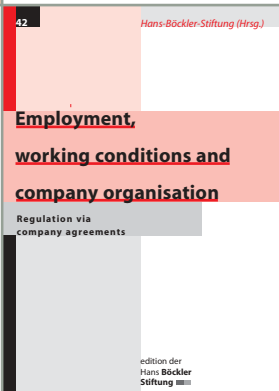 42
Hans-Böckler-Stiftung (Hrsg.)
Employment,
working conditions and
company organisation
Regulation via
company agreements
edition der
Hans Böckler
Stiftung